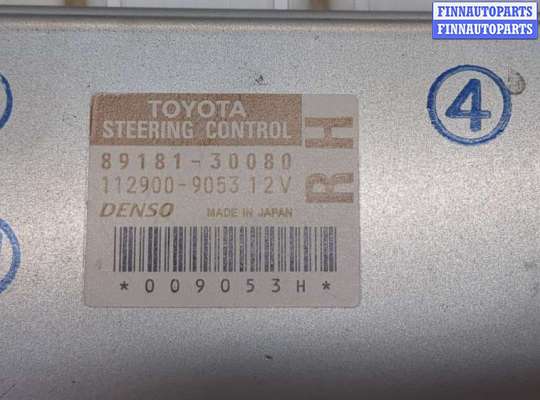 FINNAUTOPARTS
FINNAUTOPARTS
4
TOYOTA
STEERING CONTROL
89181-30080
112900-9053 12V
RH
DENSO MADE IN JAPAN
*009053H*